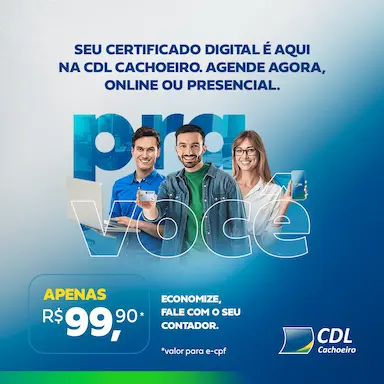 SEU CERTIFICADO DIGITAL É AQUI
NA CDL CACHOEIRO. AGENDE AGORA,
ONLINE OU PRESENCIAL.
pra
você
APENAS
R$99,90*
ECONOMIZE,
FALE COM O SEU
CONTADOR.
*valor para e-cpf
CDL
Cachoeiro